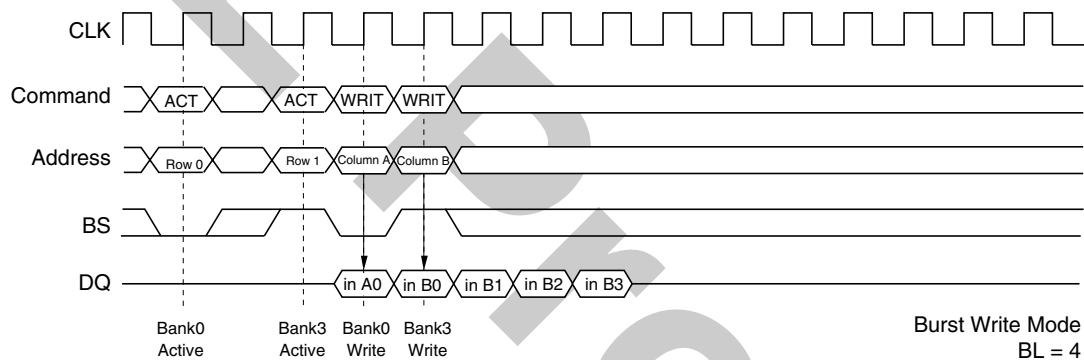 CLK
Command ACT ACT WRIT WRIT
Address Row 0 Row 1 Column A Column B
BS
DQ in A0 in B0 in B1 in B2 in B3
Bank0 Bank3 Bank0 Bank3
Active Active Write Write
Burst Write Mode
BL = 4